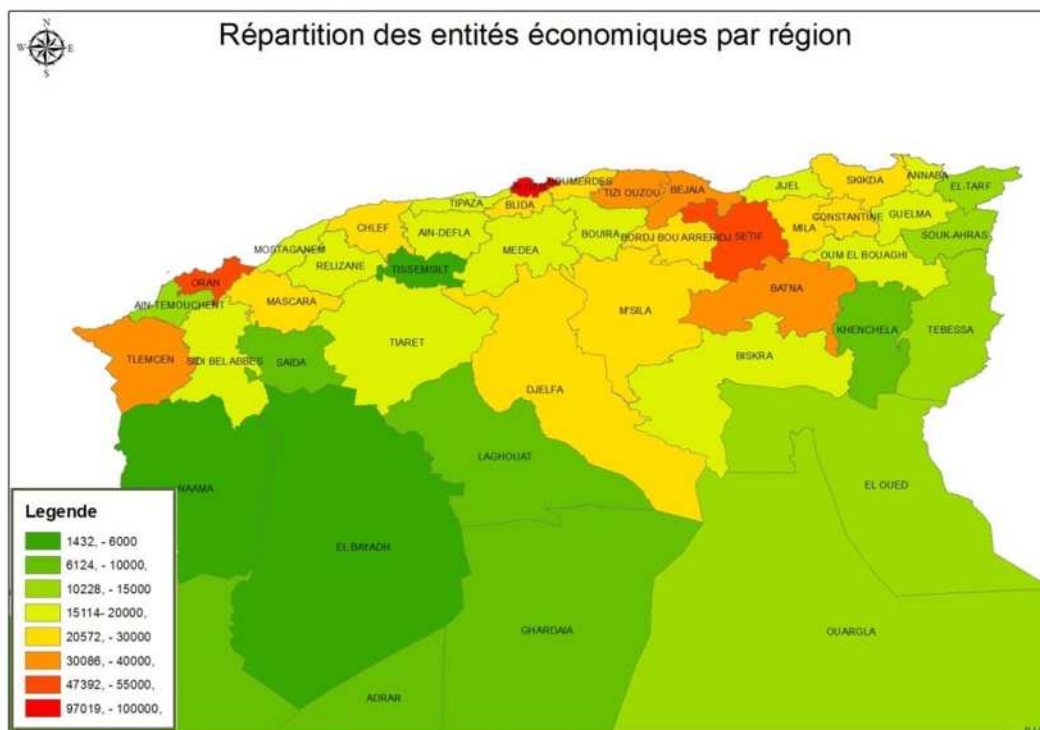 Répartition des entités économiques par région
N
W E
S
SKIKDA
ANNABA
BOUMERDES
TIZI OUZOU
BEJAIA
JIJEL
EL-TARF
TIPAZA
BLIDA
CONSTANTINE
GUELMA
CHLEF
AIN-DEFLA
BOUIRA
BORDJ BOU ARRERIDJ
SETIF
MILA
SOUK-AHRAS
MOSTAGANEM
MEDEA
OUM EL BOUAGHI
RELIZANE
TISSEMSILT
ORAN
BATNA
AIN-TEMOUCHENT
MASCARA
M'SILA
KHENCHELA
TEBESSA
TIARET
BISKRA
TLEMCEN
SIDI BEL ABBES
SAIDA
DJELFA
LAGHOUAT
NAAMA
EL OUED
EL BAYADH
GHARDAIA
OUARGLA
ADRAR
Legende
1432, - 6000
6124, - 10000,
10228, - 15000
15114- 20000,
20572, - 30000
30086, - 40000,
47392, - 55000,
97019, - 100000,